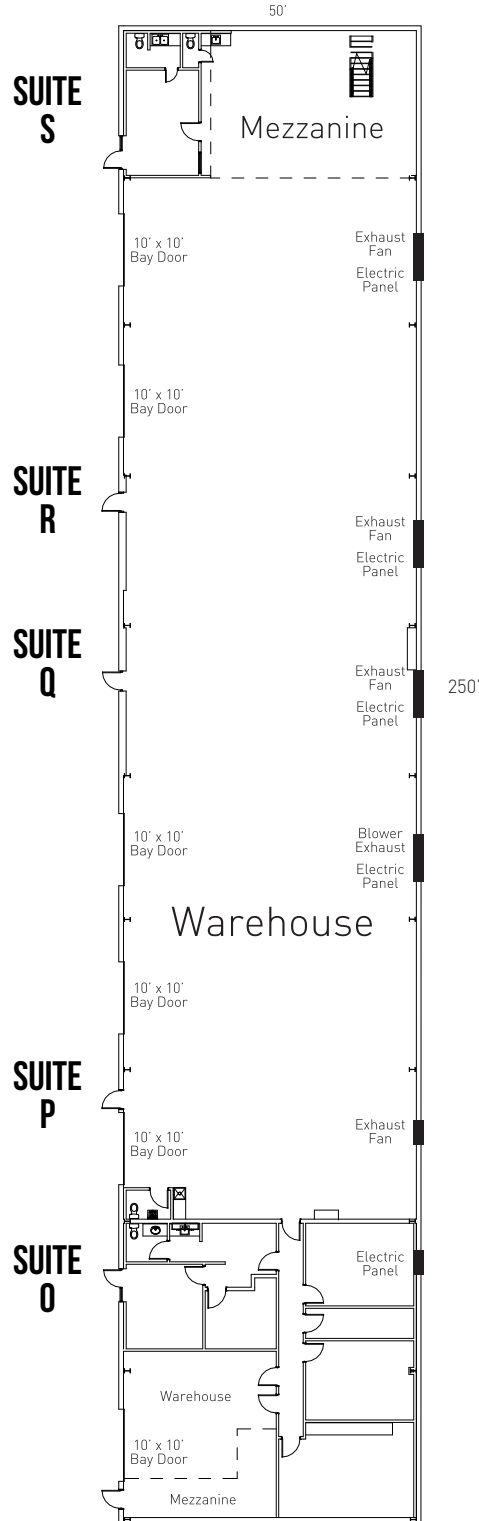 50'
SUITE
S
Mezzanine
10' x 10'
Bay Door
Exhaust
Fan
Electric
Panel
10' x 10'
Bay Door
SUITE
R
Exhaust
Fan
Electric
Panel
SUITE
Q
Exhaust
Fan
Electric
Panel
250'
10' x 10'
Bay Door
Blower
Exhaust
Electric
Panel
Warehouse
10' x 10'
Bay Door
SUITE
P
10' x 10'
Bay Door
Exhaust
Fan
SUITE
O
Electric
Panel
Warehouse
10' x 10'
Bay Door
Mezzanine